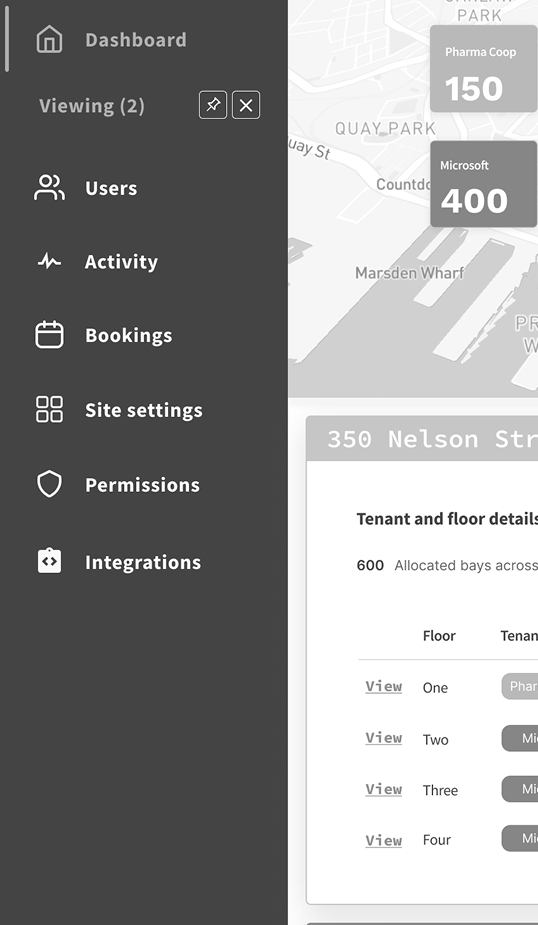 Dashboard
Viewing (2)
Users
Activity
Bookings
Site settings
Permissions
Integrations
PARK
Pharma Coop
150
QUAY PARK
uay St
Countdo
Microsoft
400
Marsden Wharf
PR
W
350 Nelson Str
Tenant and floor details
600 Allocated bays across
Floor Tenan
View One Phar
View Two Mic
View Three Mic
View Four Mic